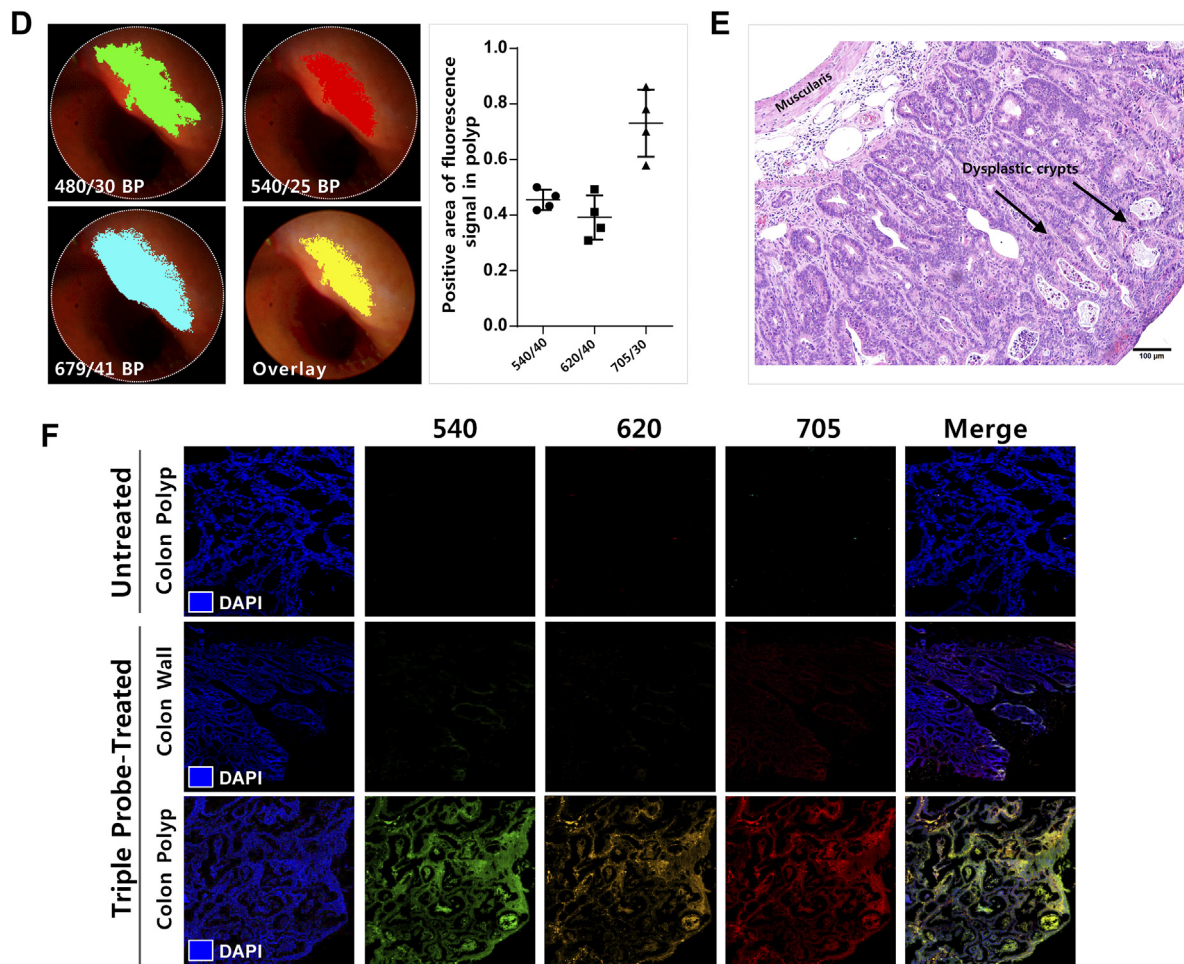 D
480/30 BP
540/25 BP
679/41 BP
Overlay
Positive area of fluorescence
signal in polyp
1.0
0.8
0.6
0.4
0.2
0.0
540/40
620/40
705/30
E
Muscularis
Dysplastic crypts
100 µm
F
540
620
705
Merge
Untreated
Colon Polyp
DAPI
Triple Probe-Treated
Colon Wall
DAPI
Colon Polyp
DAPI